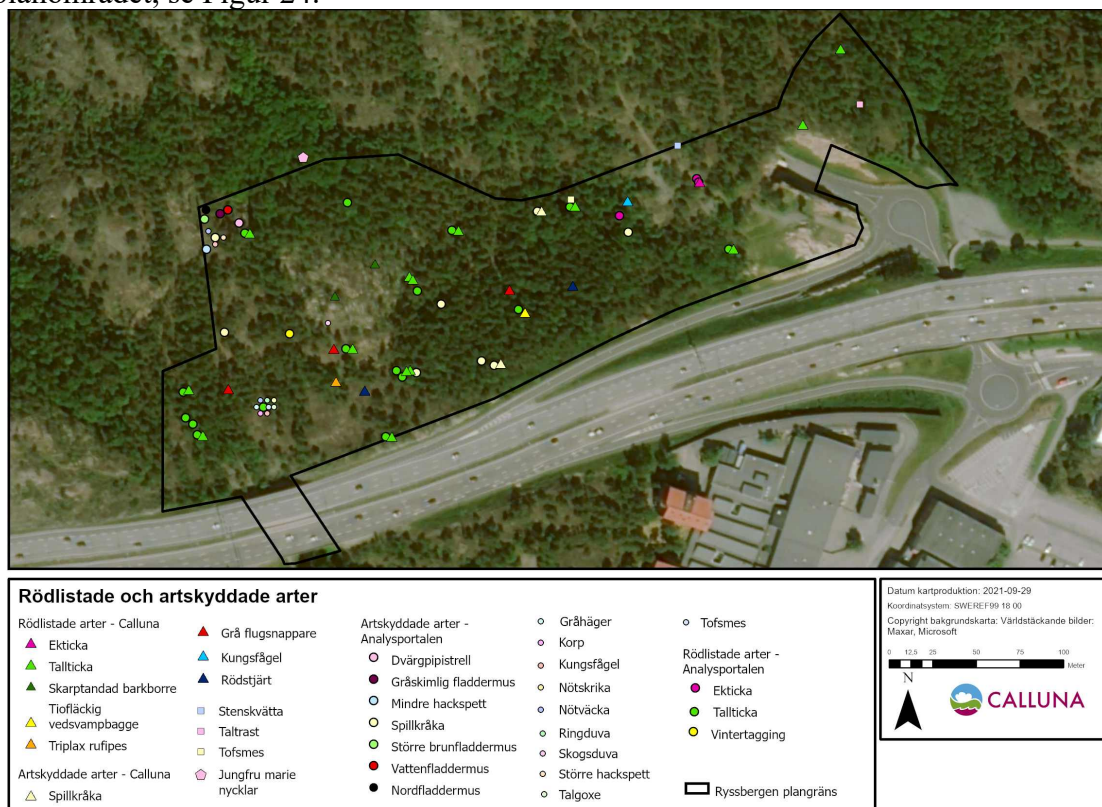 planområdet, se Figur 24.
Rödlistade och artskyddade arter
Rödlistade arter - Calluna
Ekticka
Tallticka
Skarptandad barkborre
Tiofläckig
vedsvampbagge
Triplax rufipes
Artskyddade arter - Calluna
Spillkråka
Grå flugsnappare
Kungsfågel
Rödstjärt
Stenskvätta
Taltrast
Tofsmes
Jungfru marie
nycklar
Artskyddade arter -
Analysportalen
Dvärgpipistrell
Gråskimlig fladdermus
Mindre hackspett
Spillkråka
Större brunfladdermus
Vattenfladdermus
Nordfladdermus
Gråhäger
Korp
Kungsfågel
Nötskrika
Nötväcka
Ringduva
Skogsduva
Större hackspett
Talgoxe
Tofsmes
Rödlistade arter -
Analysportalen
Ekticka
Tallticka
Vintertagging
Ryssbergen plangräns
Datum kartproduktion: 2021-09-29
Koordinatsystem: SWEREF99 18 00
Copyright bakgrundskarta: Världstäckande bilder:
Maxar, Microsoft
0 12,5 25 50 75 100
Meter
N
CALLUNA